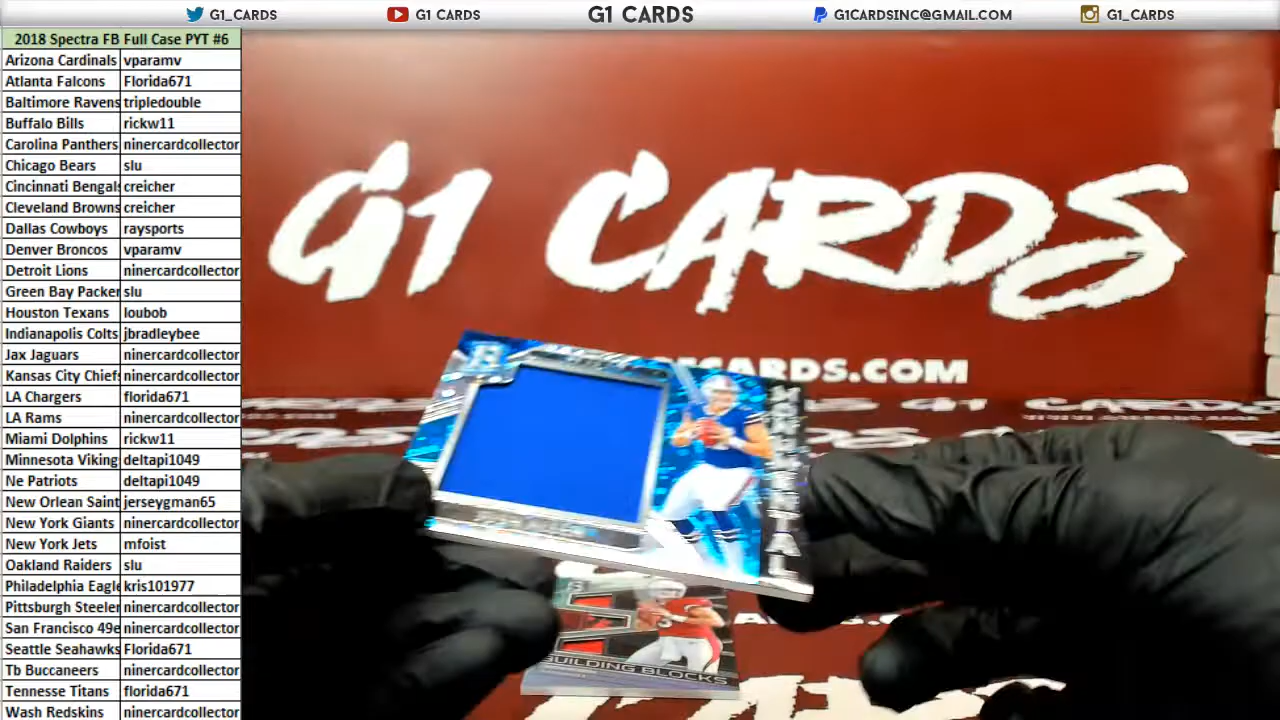 G1_CARDS
G1 CARDS
G1 CARDS
G1CARDSINC@GMAIL.COM
G1_CARDS
2018 Spectra FB Full Case PYT #6
Arizona Cardinals vparamv
Atlanta Falcons Florida671
Baltimore Ravens tripledouble
Buffalo Bills rickw11
Carolina Panthers ninercardcollector
Chicago Bears slu
Cincinnati Bengals creicher
Cleveland Browns creicher
Dallas Cowboys raysports
Denver Broncos vparamv
Detroit Lions ninercardcollector
Green Bay Packer slu
Houston Texans loubob
Indianapolis Colts jbradleybee
Jax Jaguars ninercardcollector
Kansas City Chiefs ninercardcollector
LA Chargers florida671
LA Rams ninercardcollector
Miami Dolphins rickw11
Minnesota Viking deltapi1049
Ne Patriots deltapi1049
New Orlean Saint jerseygman65
New York Giants ninercardcollector
New York Jets mfoist
Oakland Raiders slu
Philadelphia Eagle kris101977
Pittsburgh Steeler ninercardcollector
San Francisco 49e ninercardcollector
Seattle Seahawks Florida671
Tb Buccaneers ninercardcollector
Tennesse Titans florida671
Wash Redskins ninercardcollector
G1 CARDS
CARDS.COM
G1 CARDS
BUILDING BLOCKS